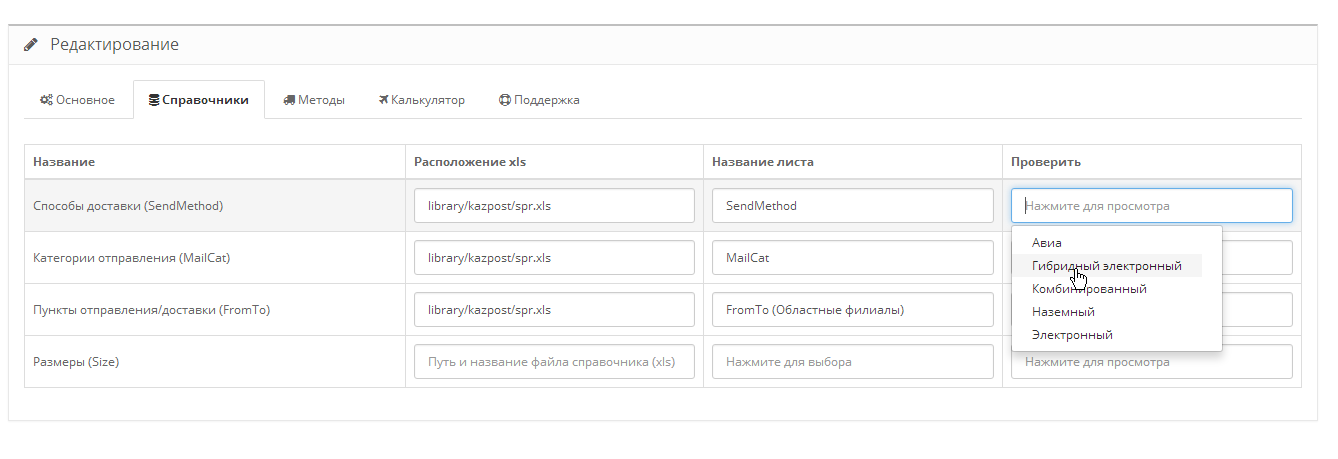 Редактирование
Основное Справочники Методы Калькулятор Поддержка
Название Расположение xls Название листа Проверить
Способы доставки (SendMethod) library/kazpost/spr.xls SendMethod Нажмите для просмотра
Авиа
Категории отправления (MailCat) library/kazpost/spr.xls MailCat
Гибридный электронный
Комбинированный
Пункты отправления/доставки (FromTo) library/kazpost/spr.xls FromTo (Областные филиалы)
Наземный
Электронный
Размеры (Size) Путь и название файла справочника (xls) Нажмите для выбора Нажмите для просмотра